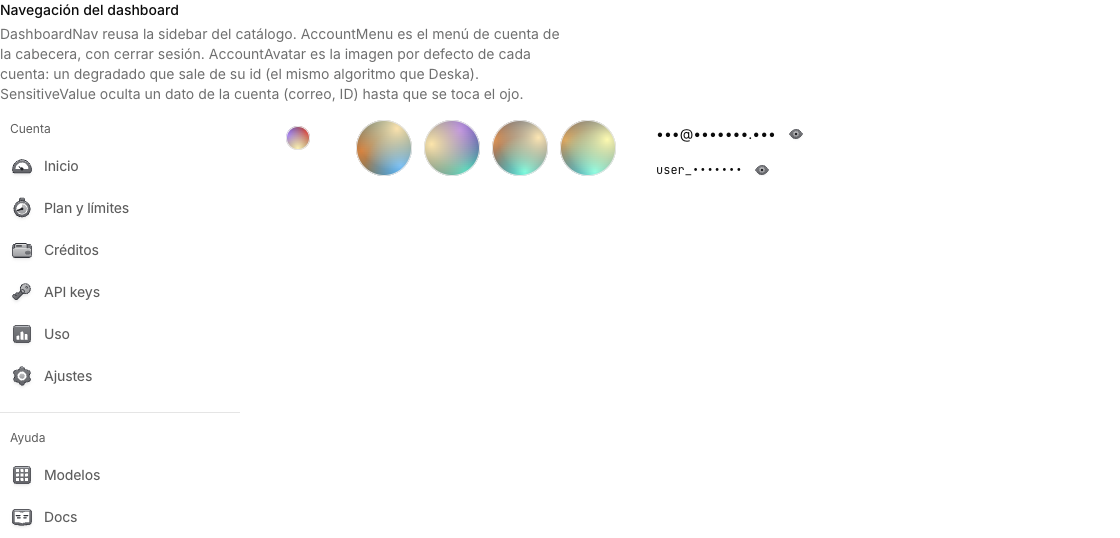 Navegación del dashboard
DashboardNav reusa la sidebar del catálogo. AccountMenu es el menú de cuenta de
la cabecera, con cerrar sesión. AccountAvatar es la imagen por defecto de cada
cuenta: un degradado que sale de su id (el mismo algoritmo que Deska).
SensitiveValue oculta un dato de la cuenta (correo, ID) hasta que se toca el ojo.
Cuenta
•••@•••••••.•••
Inicio
user_•••••••
Plan y límites
Créditos
API keys
Uso
Ajustes
Ayuda
Modelos
Docs